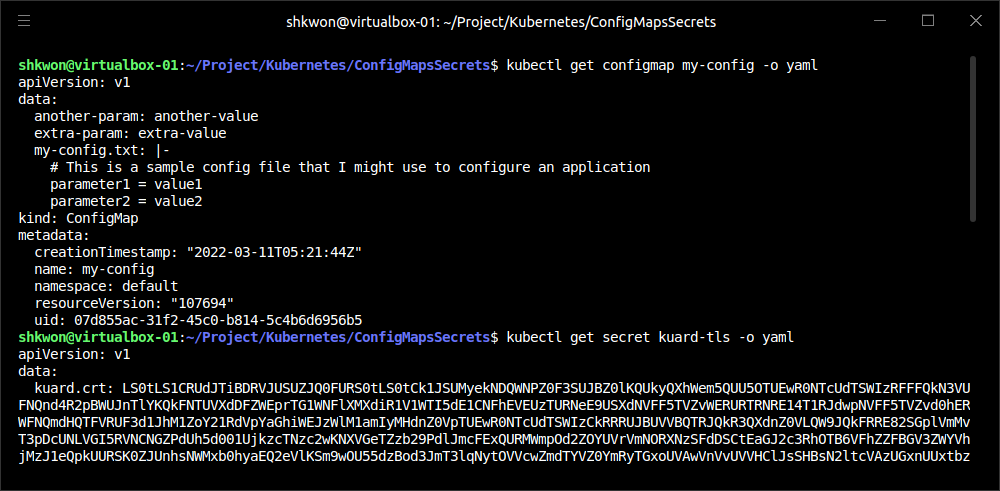 shkwon@virtualbox-01: ~/Project/Kubernetes/ConfigMapsSecrets
shkwon@virtualbox-01:~/Project/Kubernetes/ConfigMapsSecrets$ kubectl get configmap my-config -o yaml
apiVersion: v1
data:
  another-param: another-value
  extra-param: extra-value
  my-config.txt: |-
    # This is a sample config file that I might use to configure an application
    parameter1 = value1
    parameter2 = value2
kind: ConfigMap
metadata:
  creationTimestamp: "2022-03-11T05:21:44Z"
  name: my-config
  namespace: default
  resourceVersion: "107694"
  uid: 07d855ac-31f2-45c0-b814-5c4b6d6956b5
shkwon@virtualbox-01:~/Project/Kubernetes/ConfigMapsSecrets$ kubectl get secret kuard-tls -o yaml
apiVersion: v1
data:
  kuard.crt: LS0tLS1CRUdJTiBDRVJUSUZJQ0FURS0tLS0tCk1JSUMyekNDQWNPZ0F3SUJBZ0lKQUkyQXhWem5QUU5OTUEwR0NTcUdTSWIzRFFFQkN3VU
FNQnd4R2pBWUJnTlYKQkFNTUVXdDFZWEprTG1WNFlXMXdiR1V1WTI5dE1CNFhEVEUzTURNeE9USXdNVFF5TVZvWERURTRNRE14T1RJdwpNVFF5TVZvd0hER
WFNQmdHQTFVRUF3d1JhM1ZoY21RdVpYaGhiWEJzWlM1amIyMHdnZ0VpTUEwR0NTcUdTSWIzCkRRRUJBUVVBQTRJQkR3QXdnZ0VLQW9JQkFRRE82SGplVmMv
T3pDcUNLVGI5RVNCNGZPdUh5d001UjkzcTNzc2wKNXVGeTZzb29PdlJmcFExQURMWmpOd2ZOYUVrVmNORXNzSFdDSCtEaGJ2c3RhOTB6VFhZZFBGV3ZWYVh
jMzJ1eQpkUURSK0ZJUnhsNWMxb0hyaEQ2eVlKSm9wOU55dzBod3JmT3lqNytOVVcwZmdTYVZ0YmRyTGxoUVAwVnVvUVHClJsSHBsN2ltcVAzUGxnUUxtbz